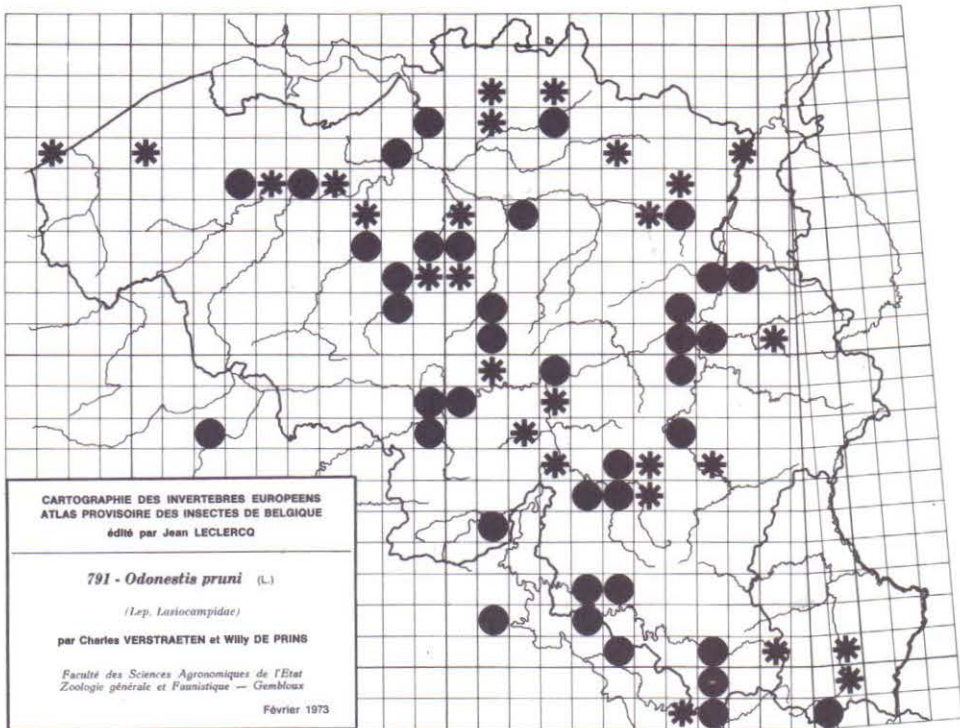 CARTOGRAPHIE DES INVERTEBRES EUROPEENS
ATLAS PROVISOIRE DES INSECTES DE BELGIQUE
édité par Jean LECLERCQ
791 - Odonestis pruni (L.)
(Lep. Lasiocampidae)
par Charles VERSTRAETEN et Willy DE PRINS
Faculté des Sciences Agronomiques de l'Etat
Zoologie générale et Faunistique — Gembloux
Février 1973